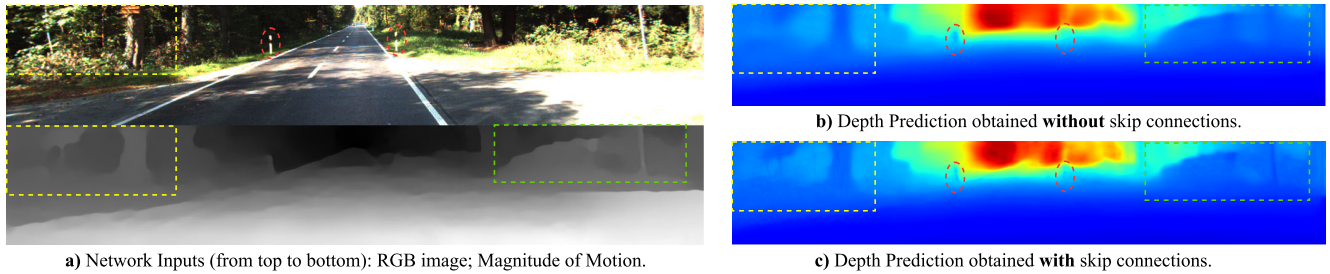 a) Network Inputs (from top to bottom): RGB image; Magnitude of Motion.
b) Depth Prediction obtained without skip connections.
c) Depth Prediction obtained with skip connections.